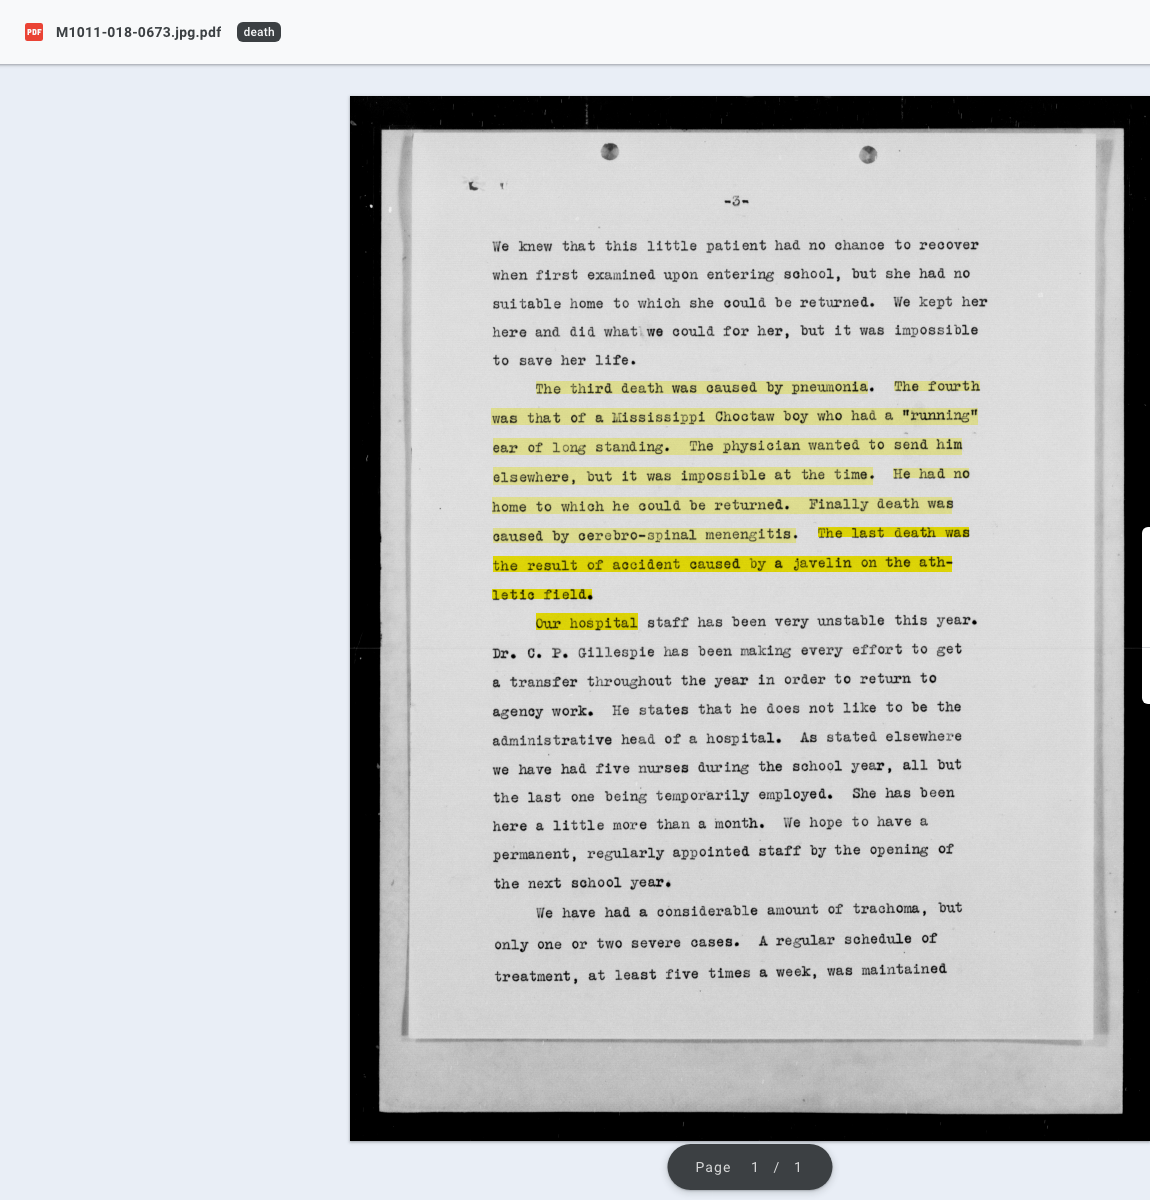 PDF M1011-018-0673.jpg.pdf death
-3-
We knew that this little patient had no chance to recover
when first examined upon entering school, but she had no
suitable home to which she could be returned.  We kept her
here and did what we could for her, but it was impossible
to save her life.
The third death was caused by pneumonia.  The fourth
was that of a Mississippi Choctaw boy who had a "running"
ear of long standing.  The physician wanted to send him
elsewhere, but it was impossible at the time.  He had no
home to which he could be returned.  Finally death was
caused by cerebro-spinal menengitis.  The last death was
the result of accident caused by a javelin on the ath-
letic field.
Our hospital staff has been very unstable this year.
Dr. C. P. Gillespie has been making every effort to get
a transfer throughout the year in order to return to
agency work.  He states that he does not like to be the
administrative head of a hospital.  As stated elsewhere
we have had five nurses during the school year, all but
the last one being temporarily employed.  She has been
here a little more than a month.  We hope to have a
permanent, regularly appointed staff by the opening of
the next school year.
We have had a considerable amount of trachoma, but
only one or two severe cases.  A regular schedule of
treatment, at least five times a week, was maintained
Page 1 / 1